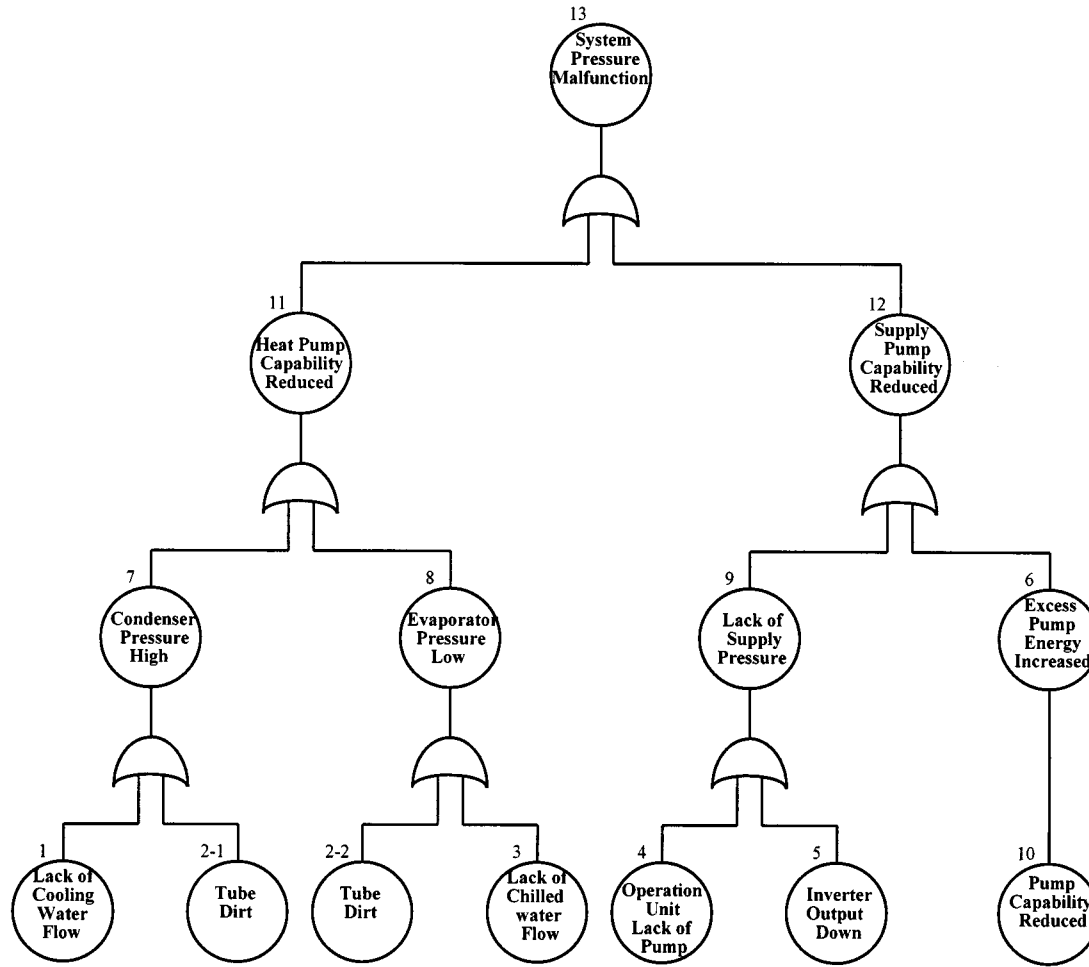 13
System
Pressure
Malfunction
11
Heat Pump
Capability
Reduced
12
Supply
Pump
Capability
Reduced
7
Condenser
Pressure
High
8
Evaporator
Pressure
Low
9
Lack of
Supply
Pressure
6
Excess
Pump
Energy
Increased
1
Lack of
Cooling
Water
Flow
2-1
Tube
Dirt
2-2
Tube
Dirt
3
Lack of
Chilled
water
Flow
4
Operation
Unit
Lack of
Pump
5
Inverter
Output
Down
10
Pump
Capability
Reduced